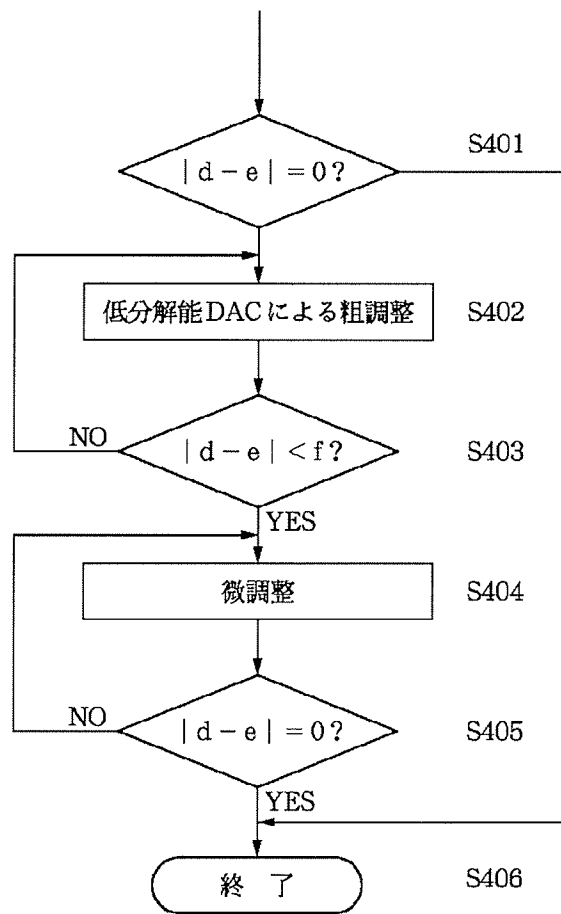 |d－e|＝0？
S401
低分解能DACによる粗調整
S402
NO
|d－e|＜f？
S403
YES
微調整
S404
NO
|d－e|＝0？
S405
YES
終 了
S406